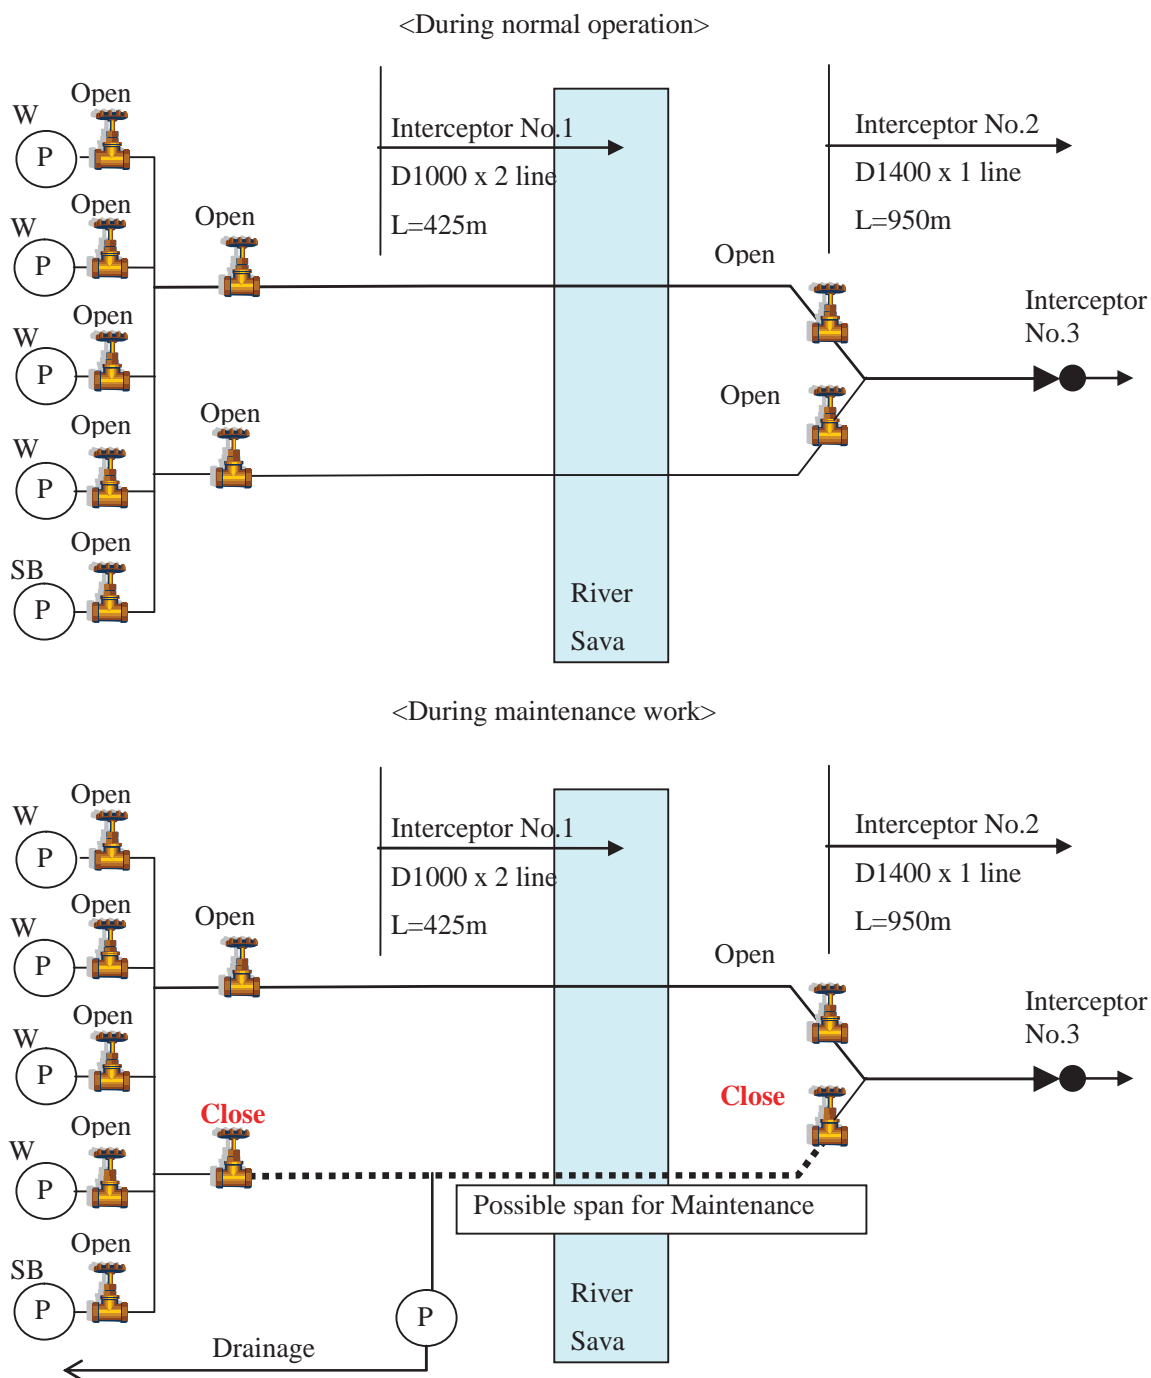 <During normal operation>
Open
W
P
Interceptor No.1
D1000 x 2 line
L=425m
Interceptor No.2
D1400 x 1 line
L=950m
Open
W
P
Open
Open
Open
W
P
Interceptor
No.3
Open
Open
Open
W
P
Open
SB
P
River
Sava
<During maintenance work>
Open
W
P
Interceptor No.1
D1000 x 2 line
L=425m
Interceptor No.2
D1400 x 1 line
L=950m
Open
W
P
Open
Open
Open
W
P
Interceptor
No.3
Close
Close
Open
W
P
Possible span for Maintenance
Open
SB
P
P
River
Sava
Drainage